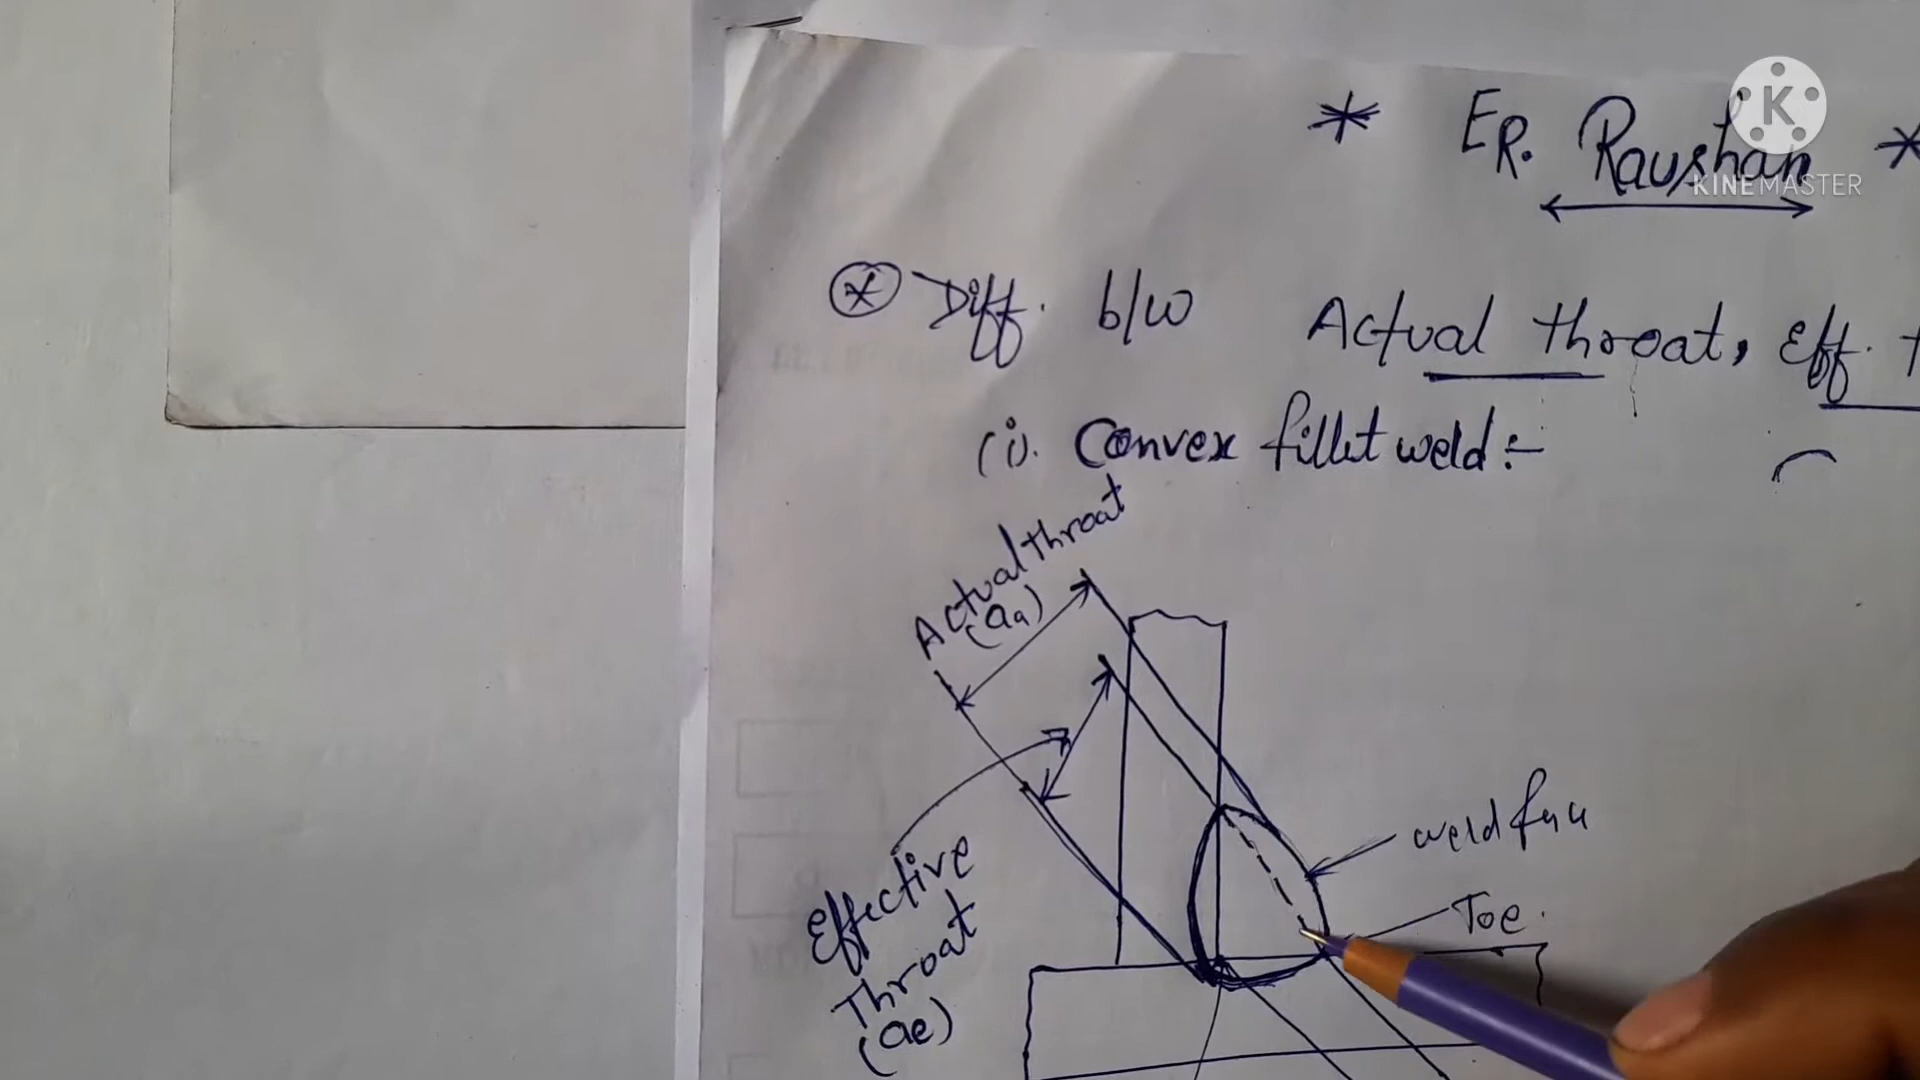 * ER. Raushan *
KINEMASTER
* Diff. b/w Actual throat, Eff. t
(i). Convex fillet weld :-
Actual throat
(aa)
weld face
Toe.
Effective
Throat
(ae)